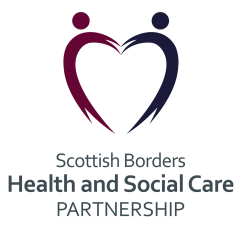 Scottish Borders
Health and Social Care
PARTNERSHIP